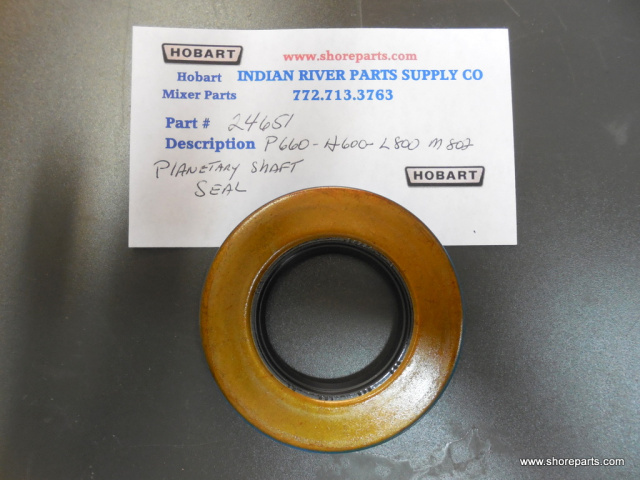 HOBART
www.shoreparts.com
Hobart INDIAN RIVER PARTS SUPPLY CO
Mixer Parts 772.713.3763
Part # 24651
Description P660-H600-L800 M802
PLANETARY SHAFT
SEAL
HOBART
www.shoreparts.com